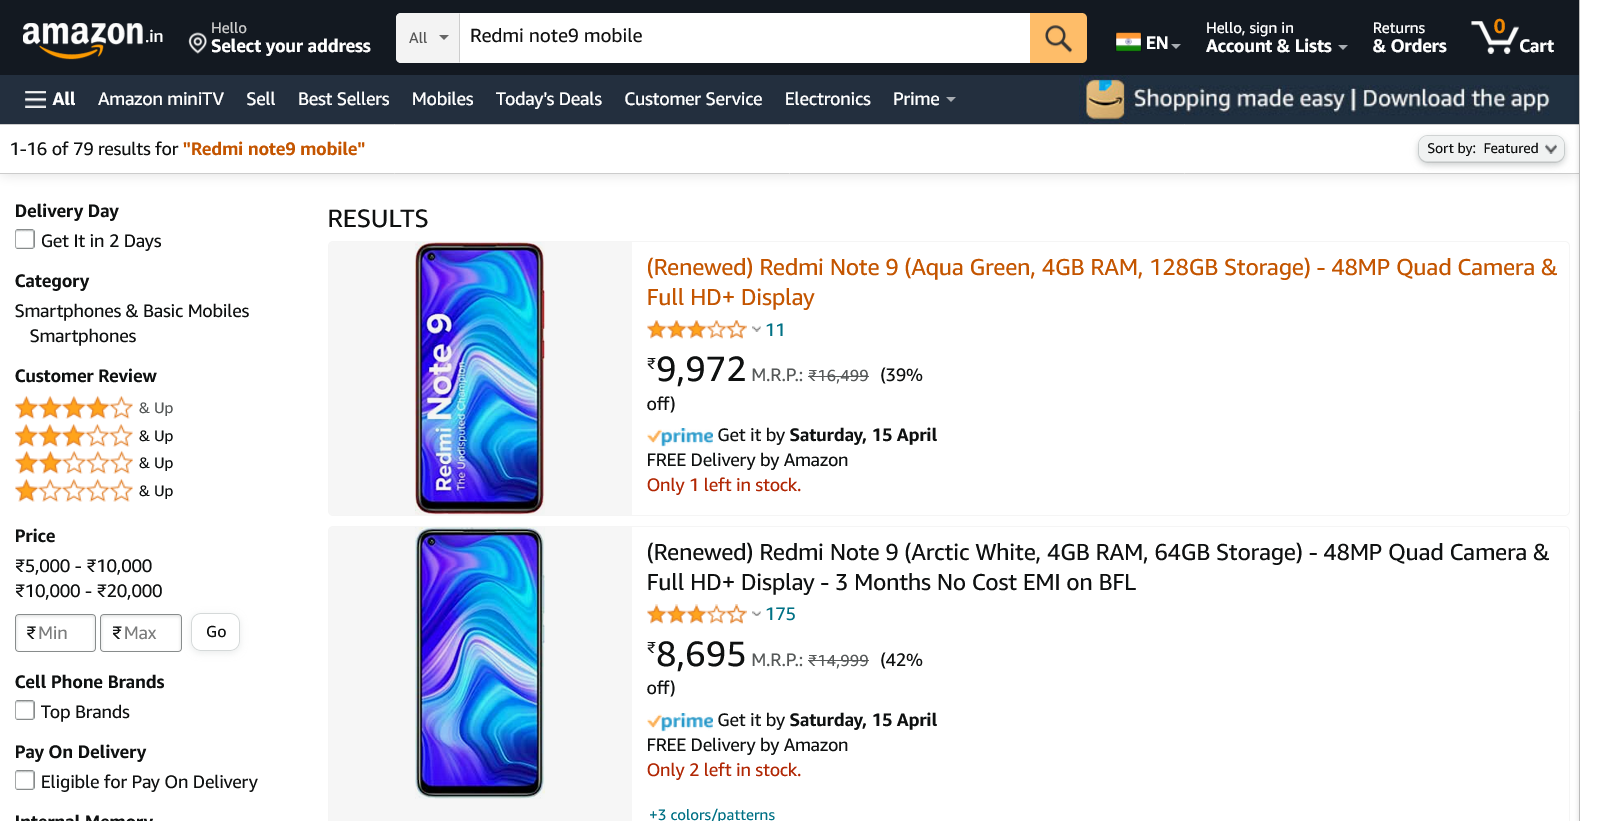 amazon.in
Hello
Select your address
All
Redmi note9 mobile
EN
Hello, sign in
Account & Lists
Returns
& Orders
0
Cart
All
Amazon miniTV
Sell
Best Sellers
Mobiles
Today's Deals
Customer Service
Electronics
Prime
Shopping made easy | Download the app
1-16 of 79 results for "Redmi note9 mobile"
Sort by: Featured
Delivery Day
Get It in 2 Days
Category
Smartphones & Basic Mobiles
Smartphones
Customer Review
& Up
& Up
& Up
& Up
Price
₹5,000 - ₹10,000
₹10,000 - ₹20,000
₹ Min
₹ Max
Go
Cell Phone Brands
Top Brands
Pay On Delivery
Eligible for Pay On Delivery
Internal Memory
RESULTS
Redmi Note 9
The Undisputed Champion
(Renewed) Redmi Note 9 (Aqua Green, 4GB RAM, 128GB Storage) - 48MP Quad Camera &
Full HD+ Display
11
₹9,972 M.R.P.: ₹16,499 (39%
off)
prime Get it by Saturday, 15 April
FREE Delivery by Amazon
Only 1 left in stock.
(Renewed) Redmi Note 9 (Arctic White, 4GB RAM, 64GB Storage) - 48MP Quad Camera &
Full HD+ Display - 3 Months No Cost EMI on BFL
175
₹8,695 M.R.P.: ₹14,999 (42%
off)
prime Get it by Saturday, 15 April
FREE Delivery by Amazon
Only 2 left in stock.
+3 colors/patterns